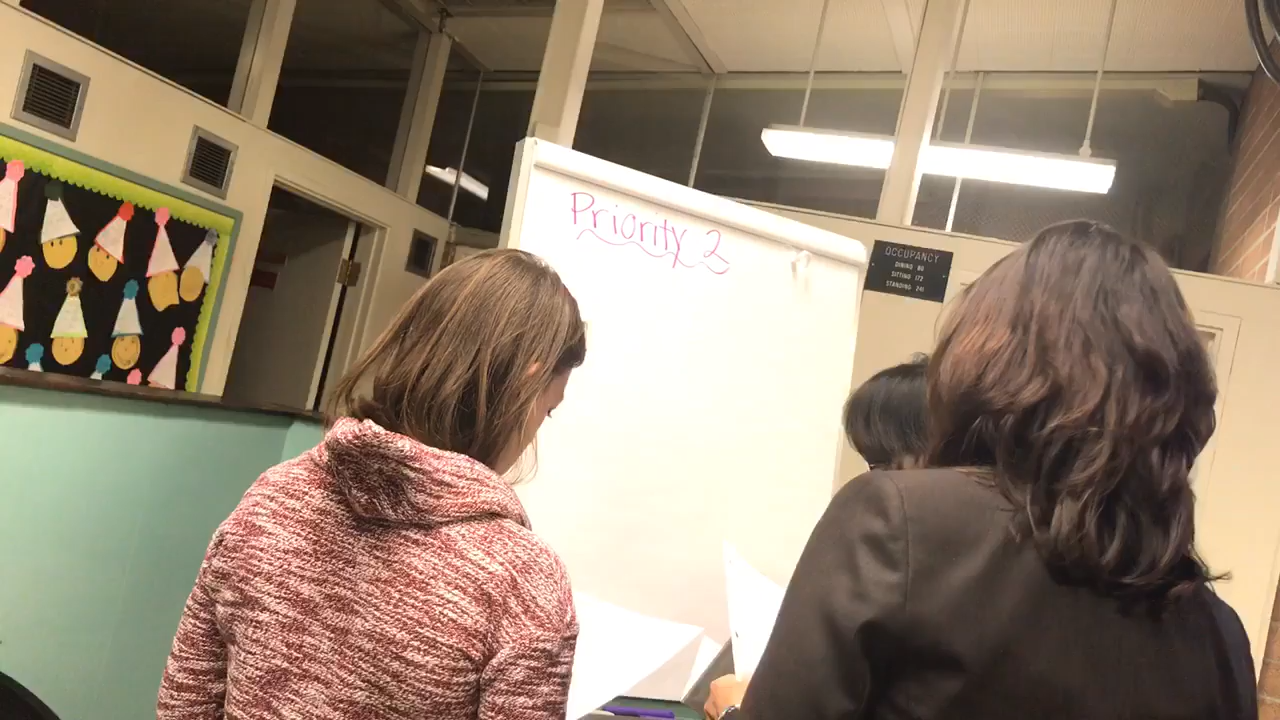 Priority 2
OCCUPANCY
DINING 80
SITTING 172
STANDING 241